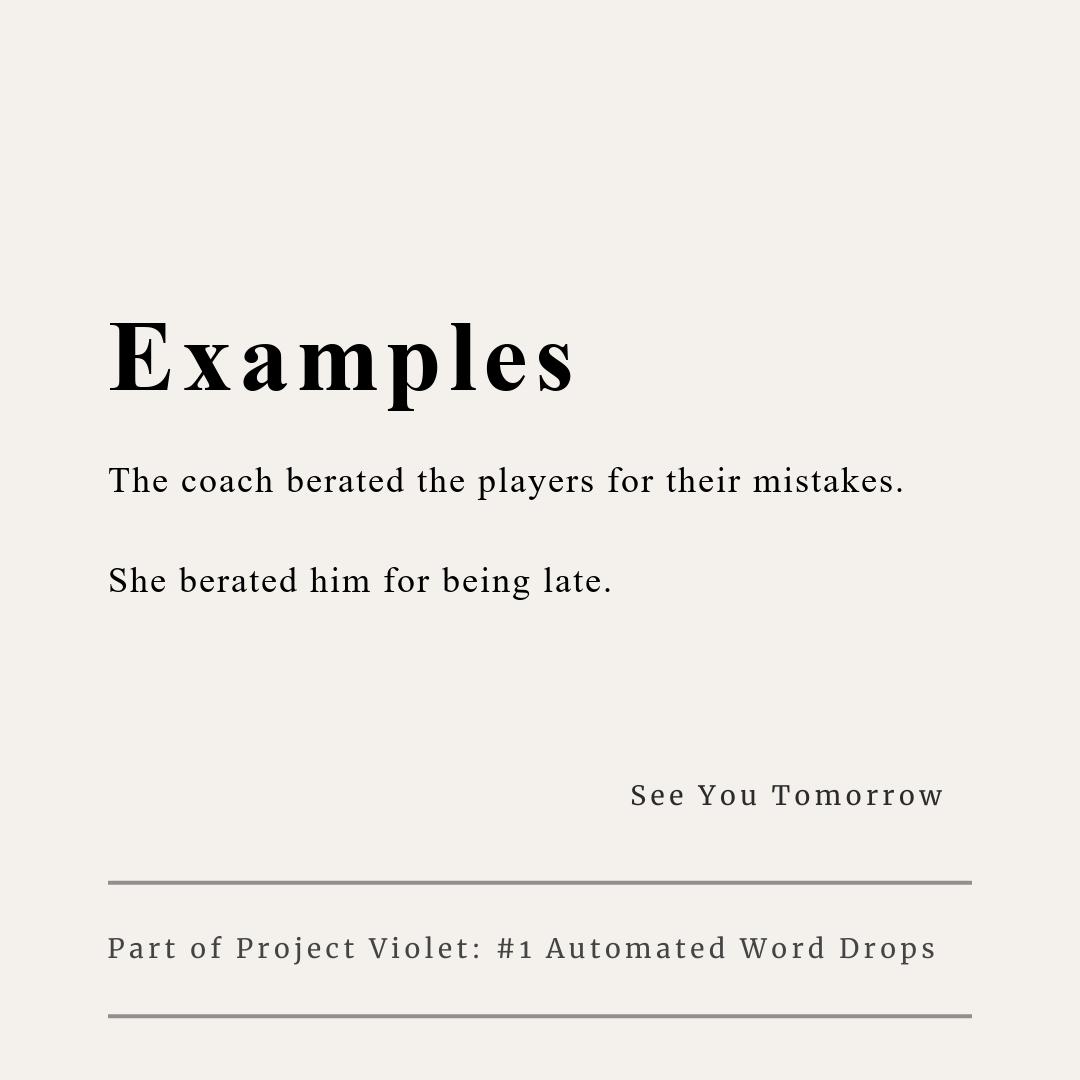 Examples
The coach berated the players for their mistakes.
She berated him for being late.
See You Tomorrow
Part of Project Violet: #1 Automated Word Drops